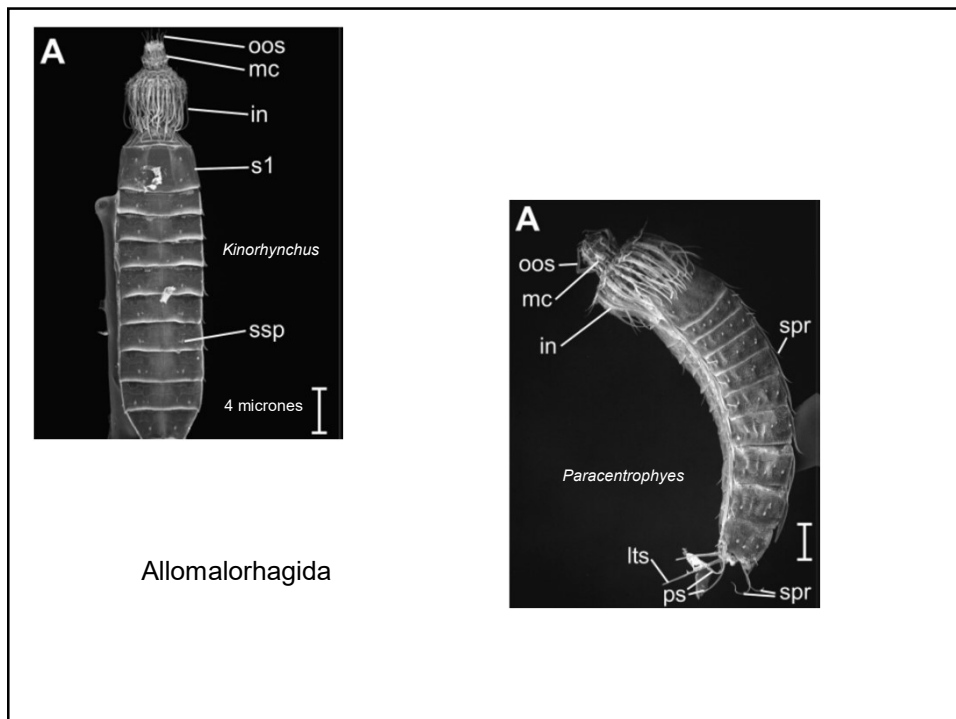 A
oos
mc
in
s1
Kinorhynchus
ssp
4 micrones
A
oos
mc
in
spr
Paracentrophyes
lts
ps
spr
Allomalorhagida